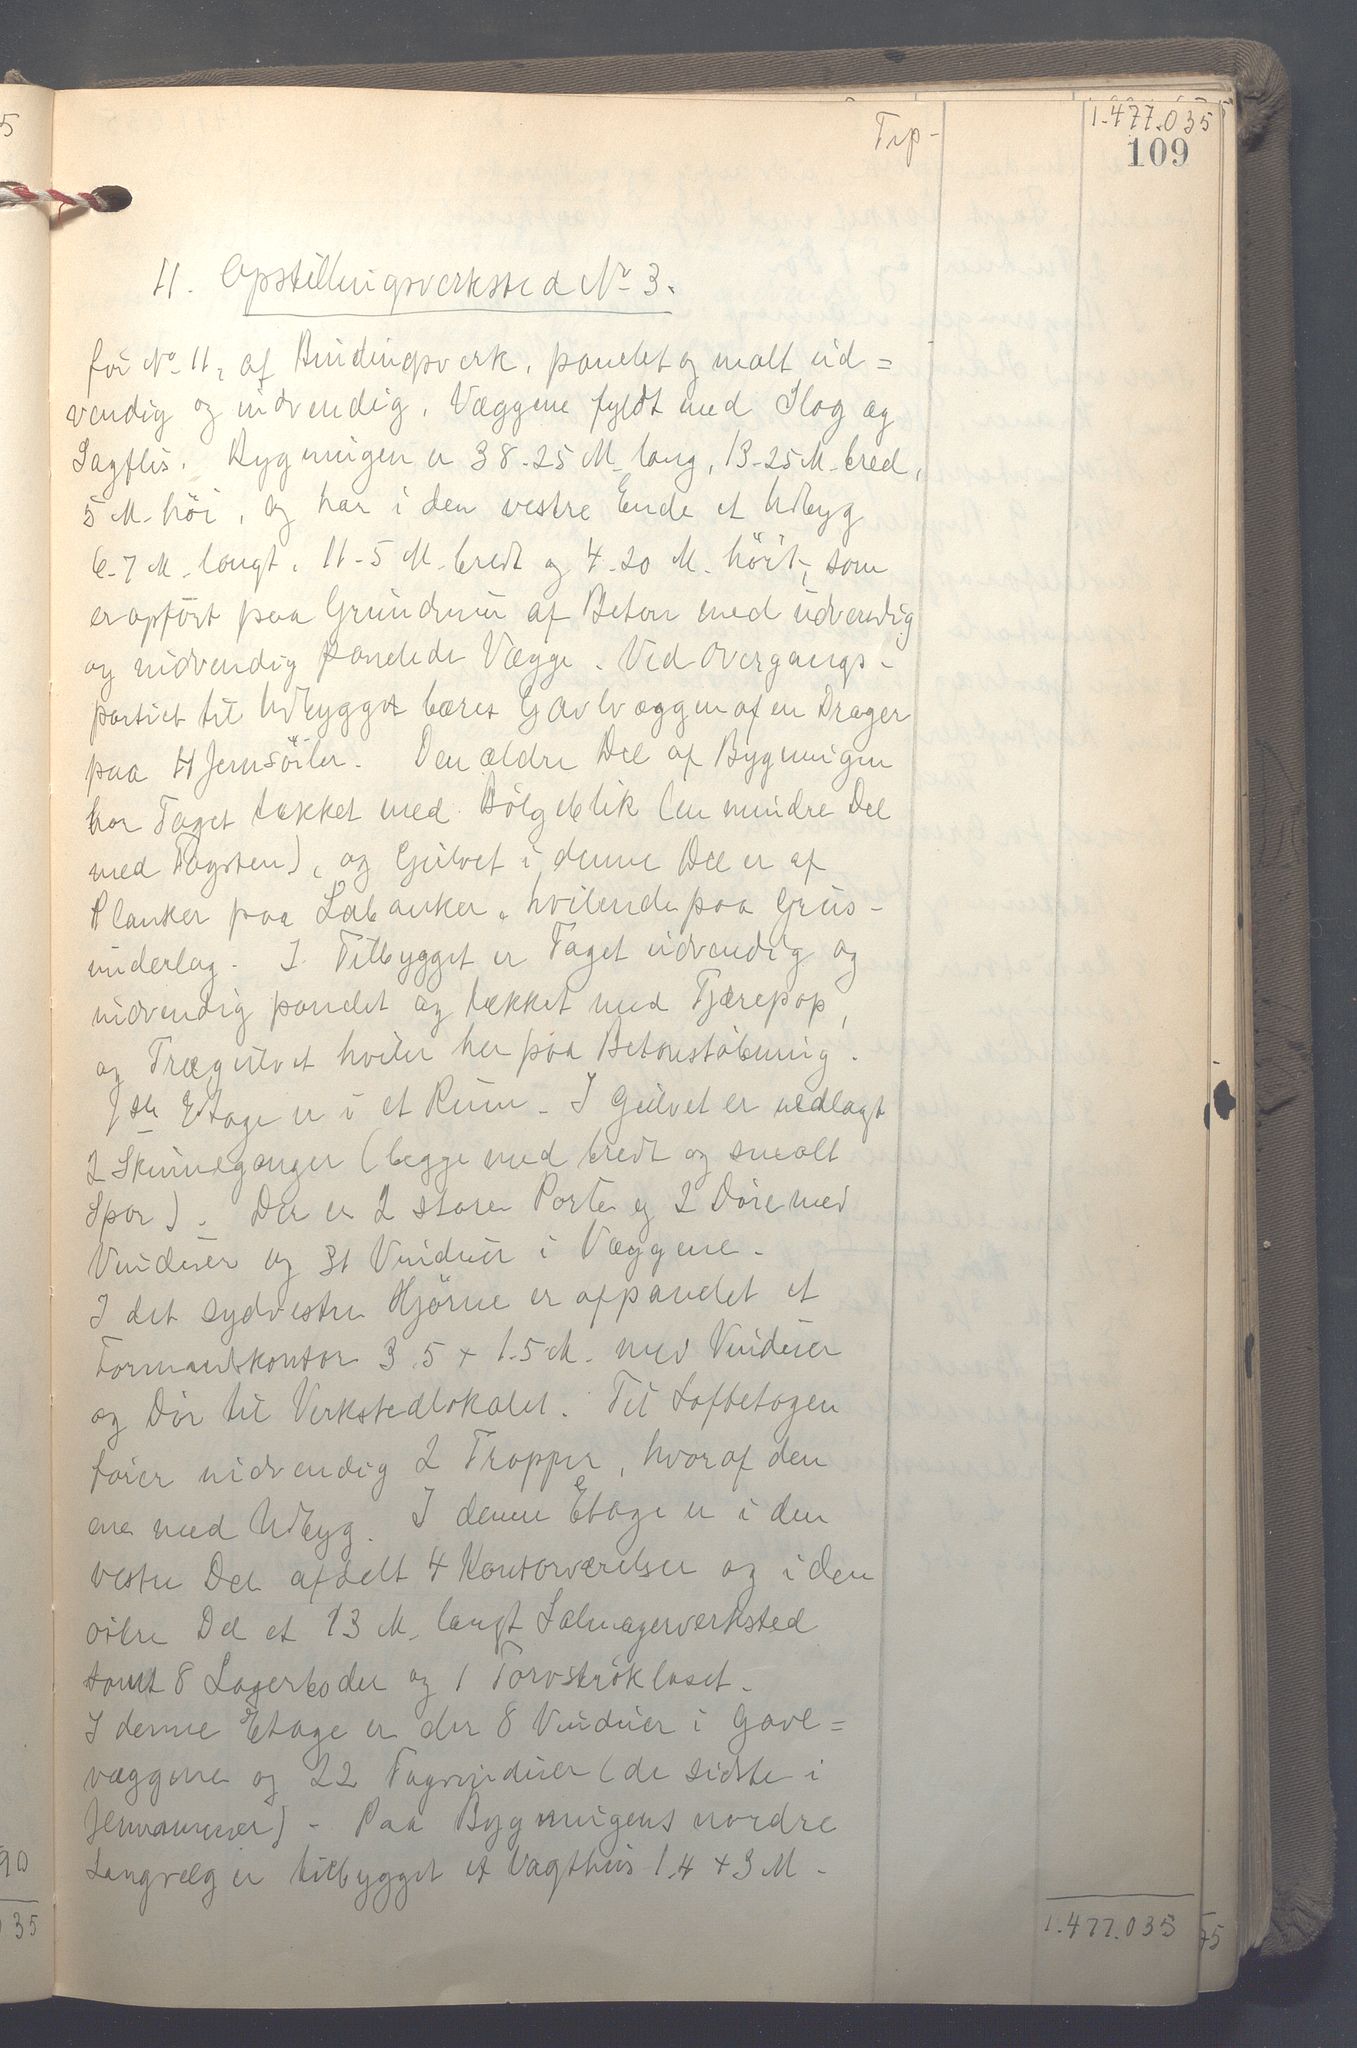 Trp- 1.477.035
109
11. Opstillingsverksted No 3.
för No 11, af Bindingsverk, panelet og malt ud=
vendig og indvendig. Væggene fyldt med Slag og
Sagflis. Bygningen er 38-25 M lang, 13-25 M bred,
5 M høi, og har i den vestre Ende et Udbyg
6-7 M langt, 11-5 M bredt og 4-20 M høit, som
er opført paa Grundmur af Beton med udvendig
og indvendig panelede Vægge. Ved Overgangs-
partiet til Udbygget bæres Gavlvæggen af en Drager
paa 4 Jernsöiler. Den ældre Del af Bygningen
har Taget tækket med Bölgeblik (en mindre Del
med Tagsten), og Gulvet i denne Del er af
Planker paa Labanker, hvilende paa Grus-
underlag. I Tilbygget er Taget udvendig og
indvendig panelet og tækket med Tjærepap,
og Trægulvet hviler her paa Betonstöbning.
1ste Etage er i et Rum. I Gulvet er nedlagt
2 Skinnegange (begge med bredt og smalt
Spor). Der er 2 store Porte og 2 Döre med
Vinduer og 31 Vinduer i Væggene.
I det sydvestre Hjörne er afpanelet et
Formandskontor 3.5 x 1.5 M. med Vinduer
og Dör til Verkstedlokalet. Til Loftetagen
förer indvendig 2 Trapper, hvoraf den
ene med Udbyg. I denne Etage er i den
vestre Del afdelt 4 Kontorværelser og i den
östre Del et 13 M. langt Salmagerverksted
samt 8 Lagerboder og 1 Torvströkloset.
I denne Etage er der 8 Vinduer i Gavl=
væggene og 22 Tagvinduer (de sidste i
Jernrammer) - Paa Bygningens nordre
Langvæg er tilbygget et Vagthus 1.4 x 3 M.
1.477.035